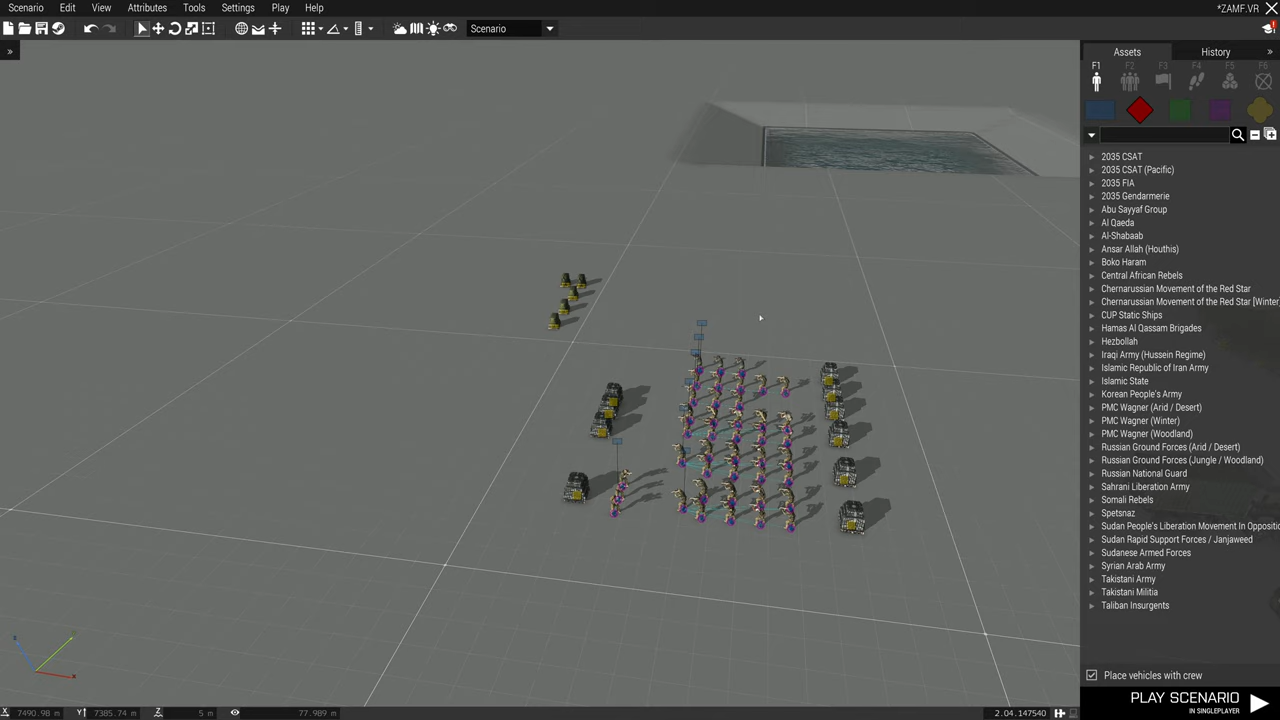 Scenario Edit View Attributes Tools Settings Play Help *ZAMF.VR
Scenario
»
Assets History »
F1 F2 F3 F4 F5 F6
2035 CSAT
2035 CSAT (Pacific)
2035 FIA
2035 Gendarmerie
Abu Sayyaf Group
Al Qaeda
Al-Shabaab
Ansar Allah (Houthis)
Boko Haram
Central African Rebels
Chernarussian Movement of the Red Star
Chernarussian Movement of the Red Star [Winter
CUP Static Ships
Hamas Al Qassam Brigades
Hezbollah
Iraqi Army (Hussein Regime)
Islamic Republic of Iran Army
Islamic State
Korean People's Army
PMC Wagner (Arid / Desert)
PMC Wagner (Winter)
PMC Wagner (Woodland)
Russian Ground Forces (Arid / Desert)
Russian Ground Forces (Jungle / Woodland)
Russian National Guard
Sahrani Liberation Army
Somali Rebels
Spetsnaz
Sudan People's Liberation Movement In Oppositi
Sudan Rapid Support Forces / Janjaweed
Sudanese Armed Forces
Syrian Arab Army
Takistani Army
Takistani Militia
Taliban Insurgents
Place vehicles with crew
PLAY SCENARIO
IN SINGLEPLAYER
X 7490.98 m Y 7385.74 m Z 5 m 77.989 m 2.04.147540